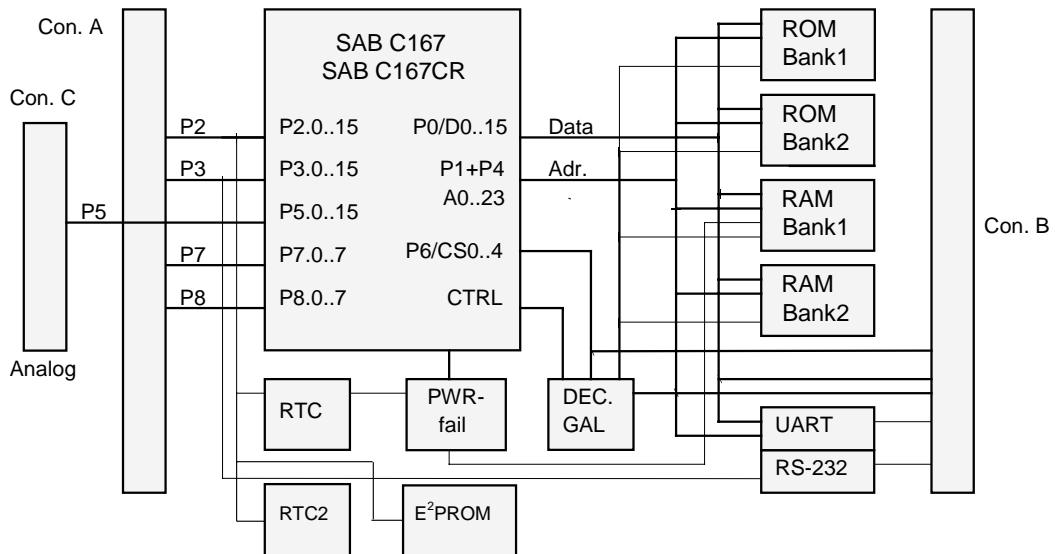 Con. A
Con. C
Analog
P2
P3
P5
P7
P8
SAB C167
SAB C167CR
P2.0..15
P3.0..15
P5.0..15
P7.0..7
P8.0..7
P0/D0..15
P1+P4
A0..23
P6/CS0..4
CTRL
Data
Adr.
ROM
Bank1
ROM
Bank2
RAM
Bank1
RAM
Bank2
Con. B
RTC
PWR-
fail
DEC.
GAL
UART
RS-232
RTC2
E²PROM